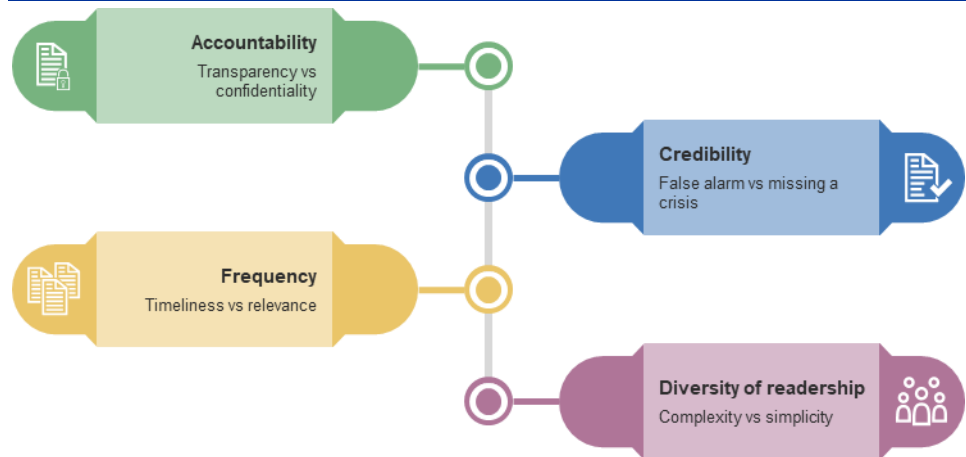 Accountability
Transparency vs
confidentiality
Credibility
False alarm vs missing a
crisis
Frequency
Timeliness vs relevance
Diversity of readership
Complexity vs simplicity